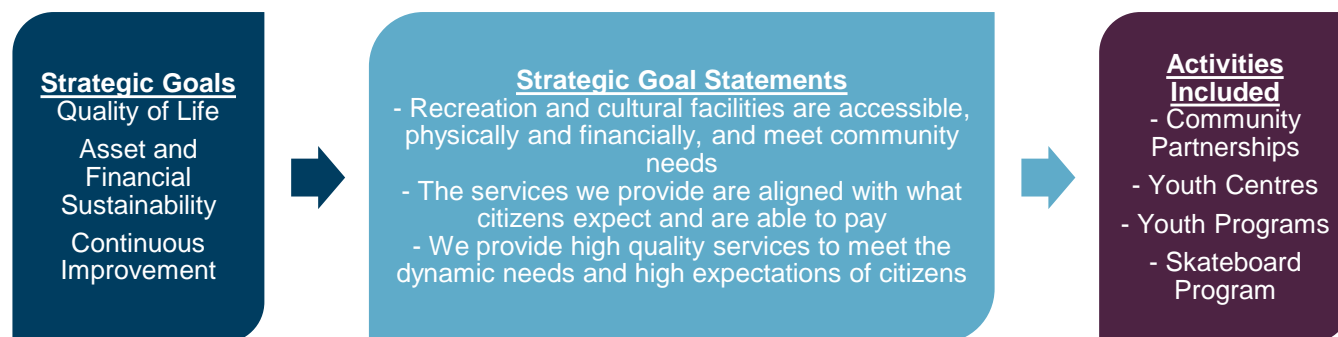 Strategic Goals
Quality of Life
Asset and
Financial
Sustainability
Continuous
Improvement
Strategic Goal Statements
- Recreation and cultural facilities are accessible,
physically and financially, and meet community
needs
- The services we provide are aligned with what
citizens expect and are able to pay
- We provide high quality services to meet the
dynamic needs and high expectations of citizens
Activities
Included
- Community
Partnerships
- Youth Centres
- Youth Programs
- Skateboard
Program